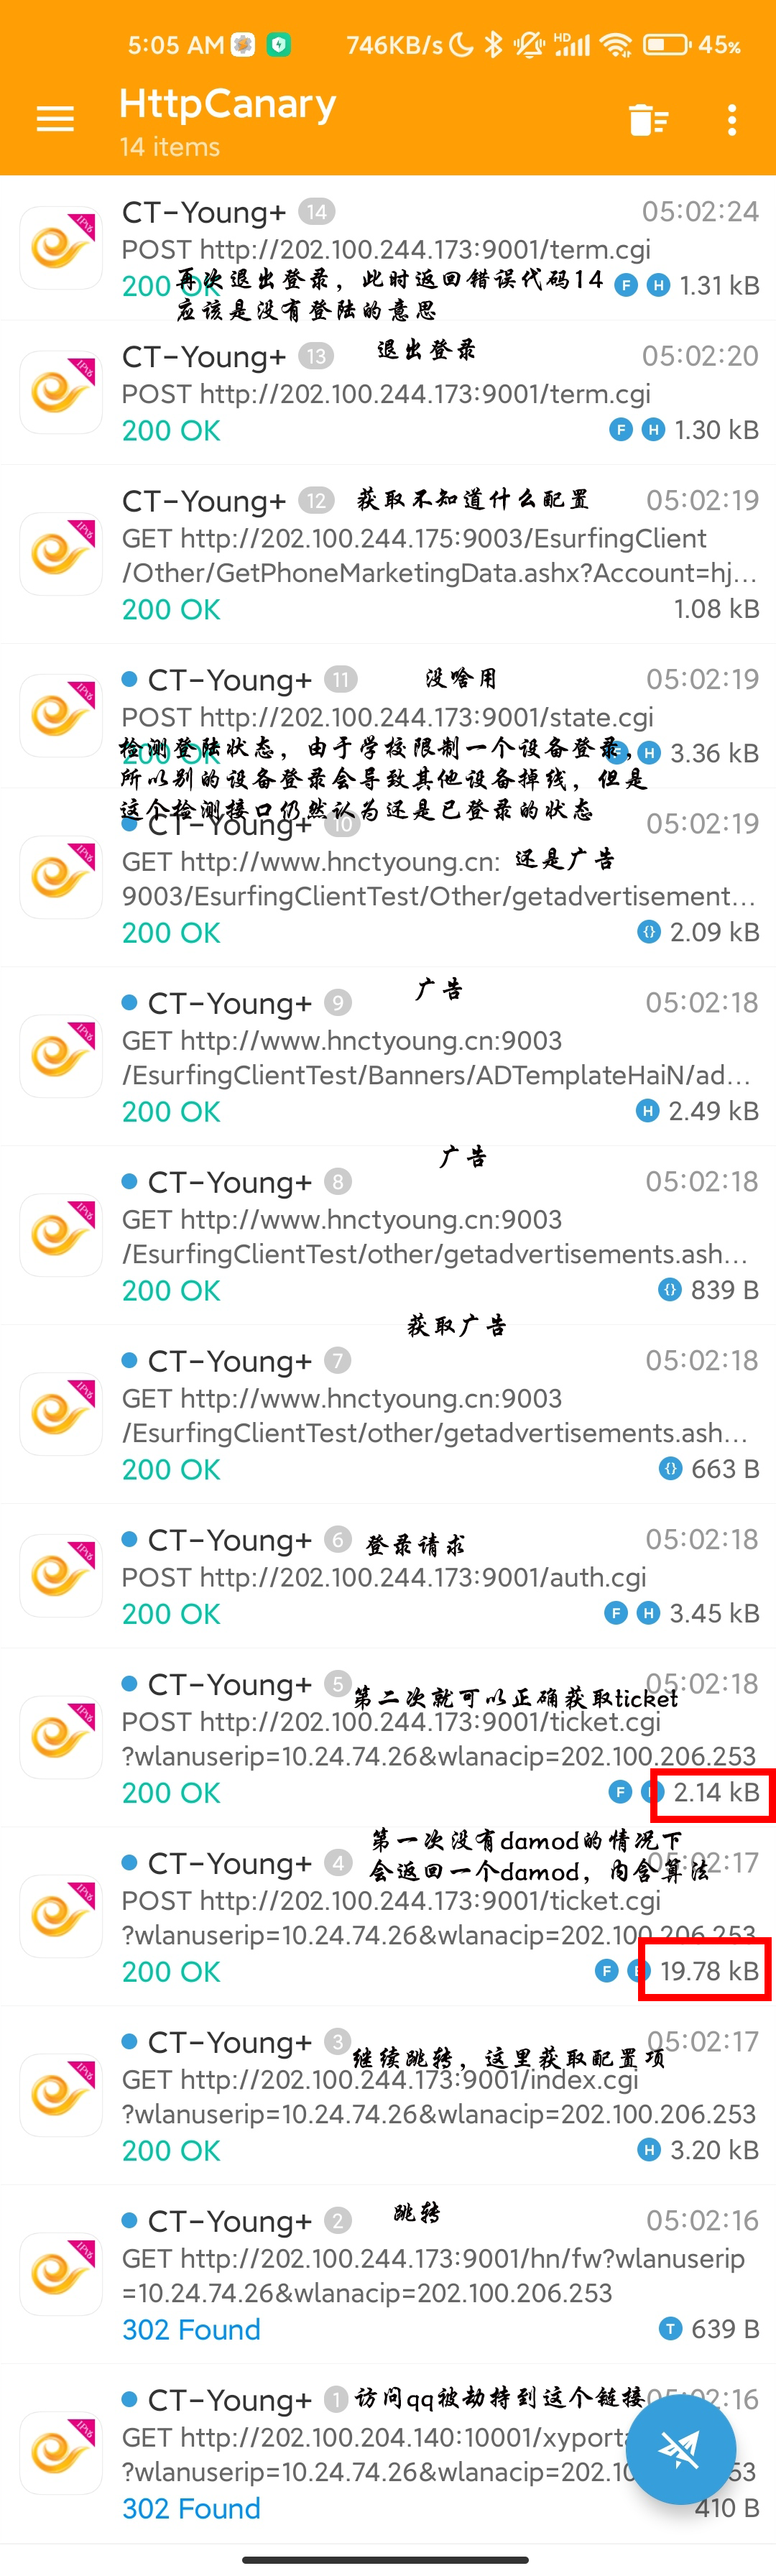 5:05 AM 746KB/s HD 45%
HttpCanary
14 items
CT-Young+ 14 05:02:24
POST http://202.100.244.173:9001/term.cgi
200 OK F H 1.31 kB
再次退出登录，此时返回错误代码14
应该是没有登陆的意思
CT-Young+ 13 退出登录 05:02:20
POST http://202.100.244.173:9001/term.cgi
200 OK F H 1.30 kB
CT-Young+ 12 获取不知道什么配置 05:02:19
GET http://202.100.244.175:9003/EsurfingClient
/Other/GetPhoneMarketingData.ashx?Account=hj...
200 OK 1.08 kB
CT-Young+ 11 没啥用 05:02:19
POST http://202.100.244.173:9001/state.cgi
200 OK F H 3.36 kB
检测登陆状态，由于学校限制一个设备登录，
所以别的设备登录会导致其他设备掉线，但是
这个检测接口仍然认为还是已登录的状态
CT-Young+ 10 05:02:19
GET http://www.hnctyoung.cn: 还是广告
9003/EsurfingClientTest/Other/getadvertisement...
200 OK {} 2.09 kB
广告
CT-Young+ 9 05:02:18
GET http://www.hnctyoung.cn:9003
/EsurfingClientTest/Banners/ADTemplateHaiN/ad...
200 OK H 2.49 kB
广告
CT-Young+ 8 05:02:18
GET http://www.hnctyoung.cn:9003
/EsurfingClientTest/other/getadvertisements.ash...
200 OK {} 839 B
获取广告
CT-Young+ 7 05:02:18
GET http://www.hnctyoung.cn:9003
/EsurfingClientTest/other/getadvertisements.ash...
200 OK {} 663 B
CT-Young+ 6 登录请求 05:02:18
POST http://202.100.244.173:9001/auth.cgi
200 OK F H 3.45 kB
CT-Young+ 5 05:02:18
第二次就可以正确获取ticket
POST http://202.100.244.173:9001/ticket.cgi
?wlanuserip=10.24.74.26&wlanacip=202.100.206.253
200 OK F 2.14 kB
第一次没有damod的情况下
CT-Young+ 4 05:02:17
会返回一个damod，内含算法
POST http://202.100.244.173:9001/ticket.cgi
?wlanuserip=10.24.74.26&wlanacip=202.100.206.253
200 OK F 19.78 kB
CT-Young+ 3 05:02:17
继续跳转，这里获取配置项
GET http://202.100.244.173:9001/index.cgi
?wlanuserip=10.24.74.26&wlanacip=202.100.206.253
200 OK H 3.20 kB
CT-Young+ 2 跳转 05:02:16
GET http://202.100.244.173:9001/hn/fw?wlanuserip
=10.24.74.26&wlanacip=202.100.206.253
302 Found T 639 B
CT-Young+ 1 访问qq被劫持到这个链接 05:02:16
GET http://202.100.204.140:10001/xyporta
?wlanuserip=10.24.74.26&wlanacip=202.10 53
302 Found 410 B